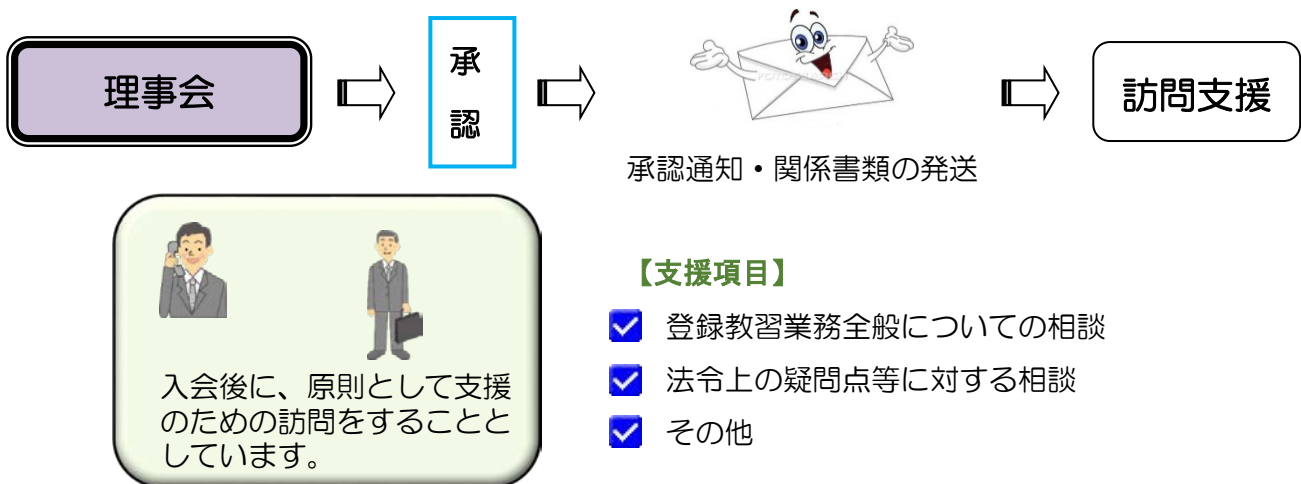 理事会
承
認
訪問支援
承認通知・関係書類の発送
入会後に、原則として支援
のための訪問をすることと
しています。
【支援項目】
登録教習業務全般についての相談
法令上の疑問点等に対する相談
その他